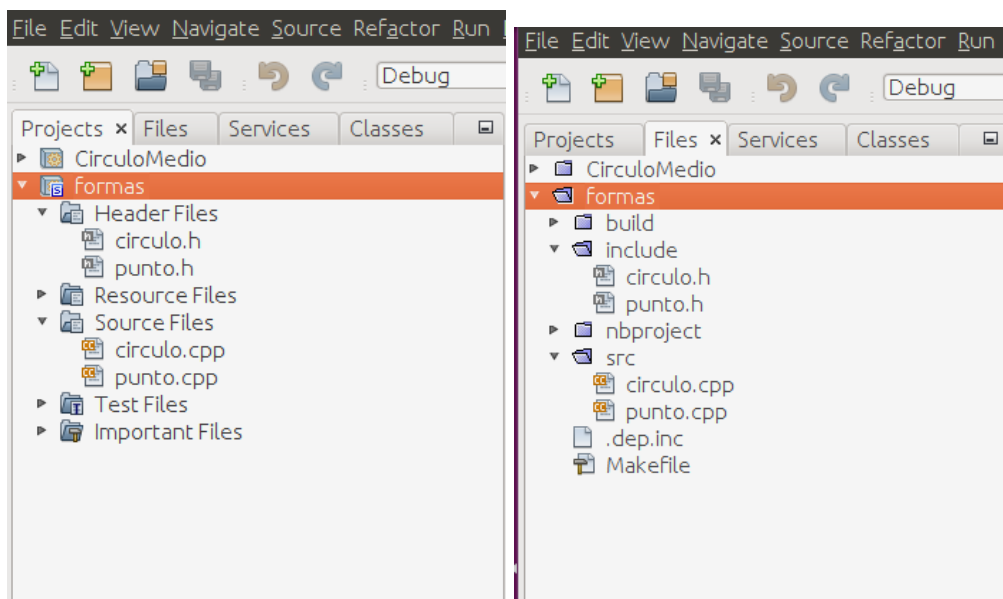 File Edit View Navigate Source Refactor Run
Debug
Projects Files Services Classes
CirculoMedio
formas
Header Files
circulo.h
punto.h
Resource Files
Source Files
circulo.cpp
punto.cpp
Test Files
Important Files
File Edit View Navigate Source Refactor Run
Debug
Projects Files Services Classes
CirculoMedio
formas
build
include
circulo.h
punto.h
nbproject
src
circulo.cpp
punto.cpp
.dep.inc
Makefile